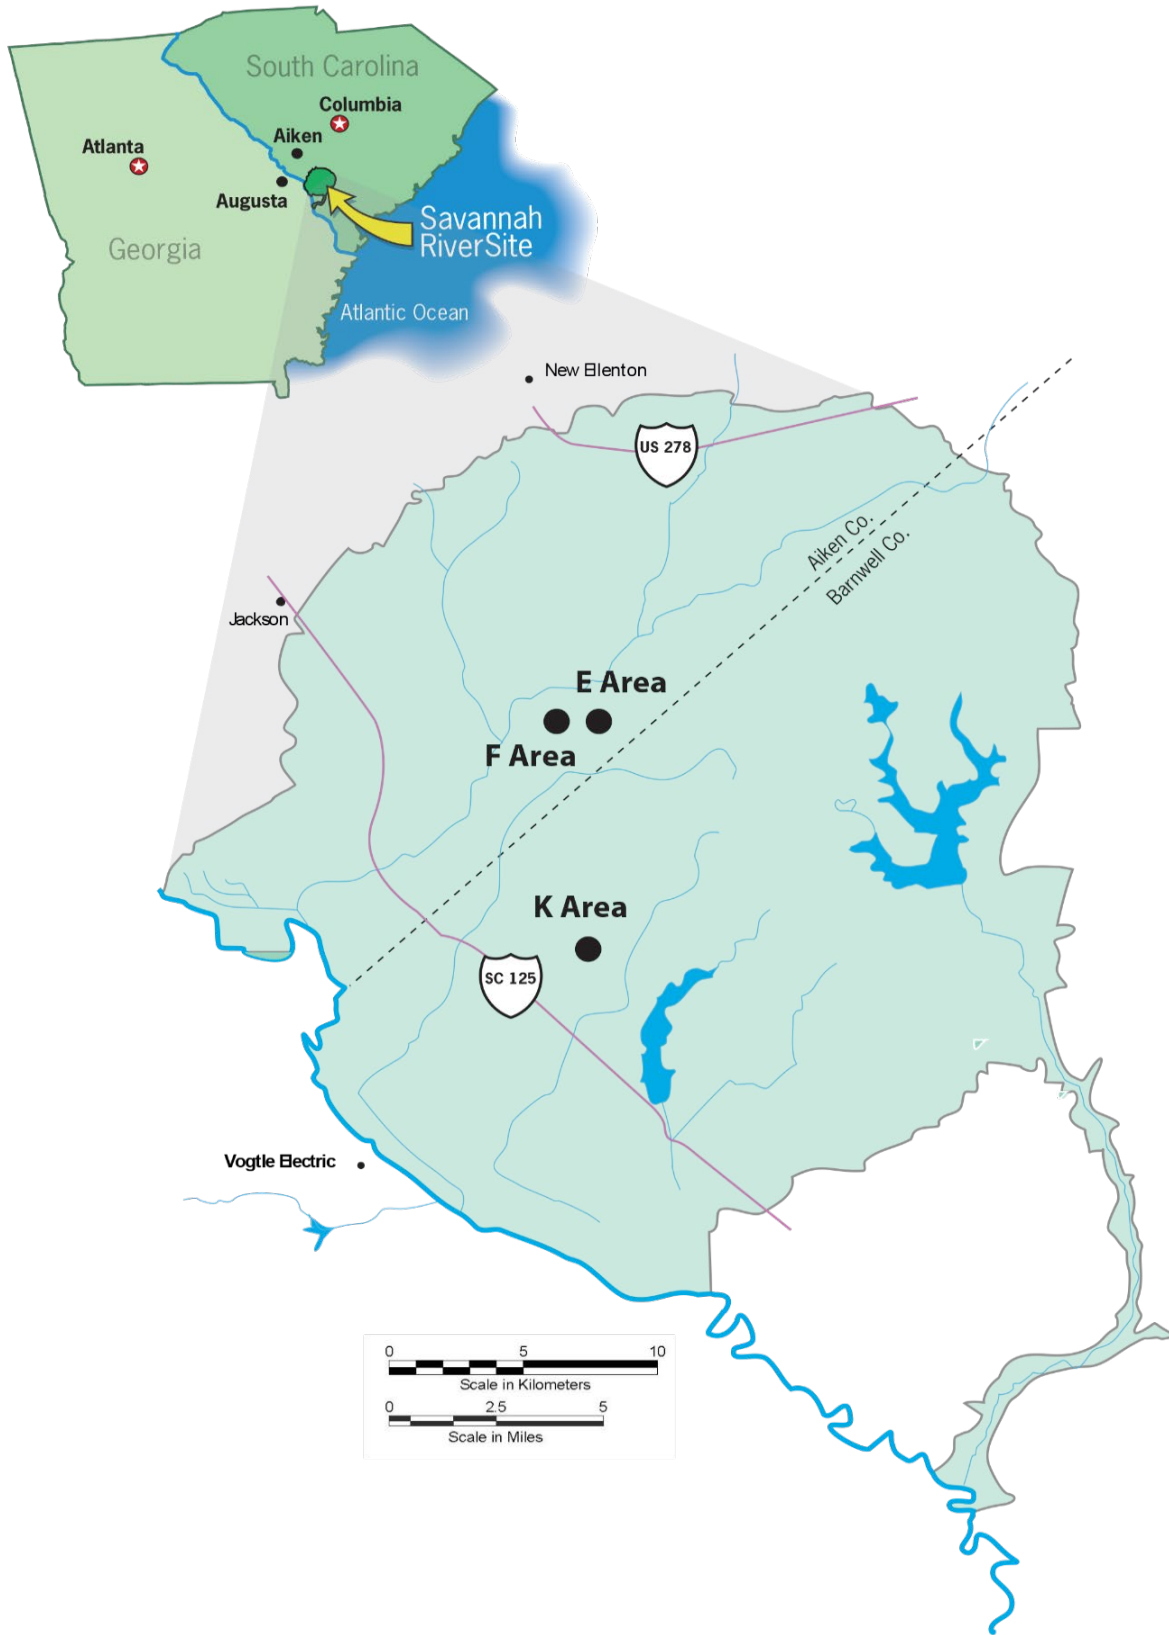 South Carolina
Columbia
Aiken
Atlanta
Augusta
Savannah
RiverSite
Georgia
Atlantic Ocean
New Ellenton
US 278
Aiken Co.
Barnwell Co.
Jackson
E Area
F Area
K Area
SC 125
Vogtle Electric
0 5 10
Scale in Kilometers
0 2.5 5
Scale in Miles